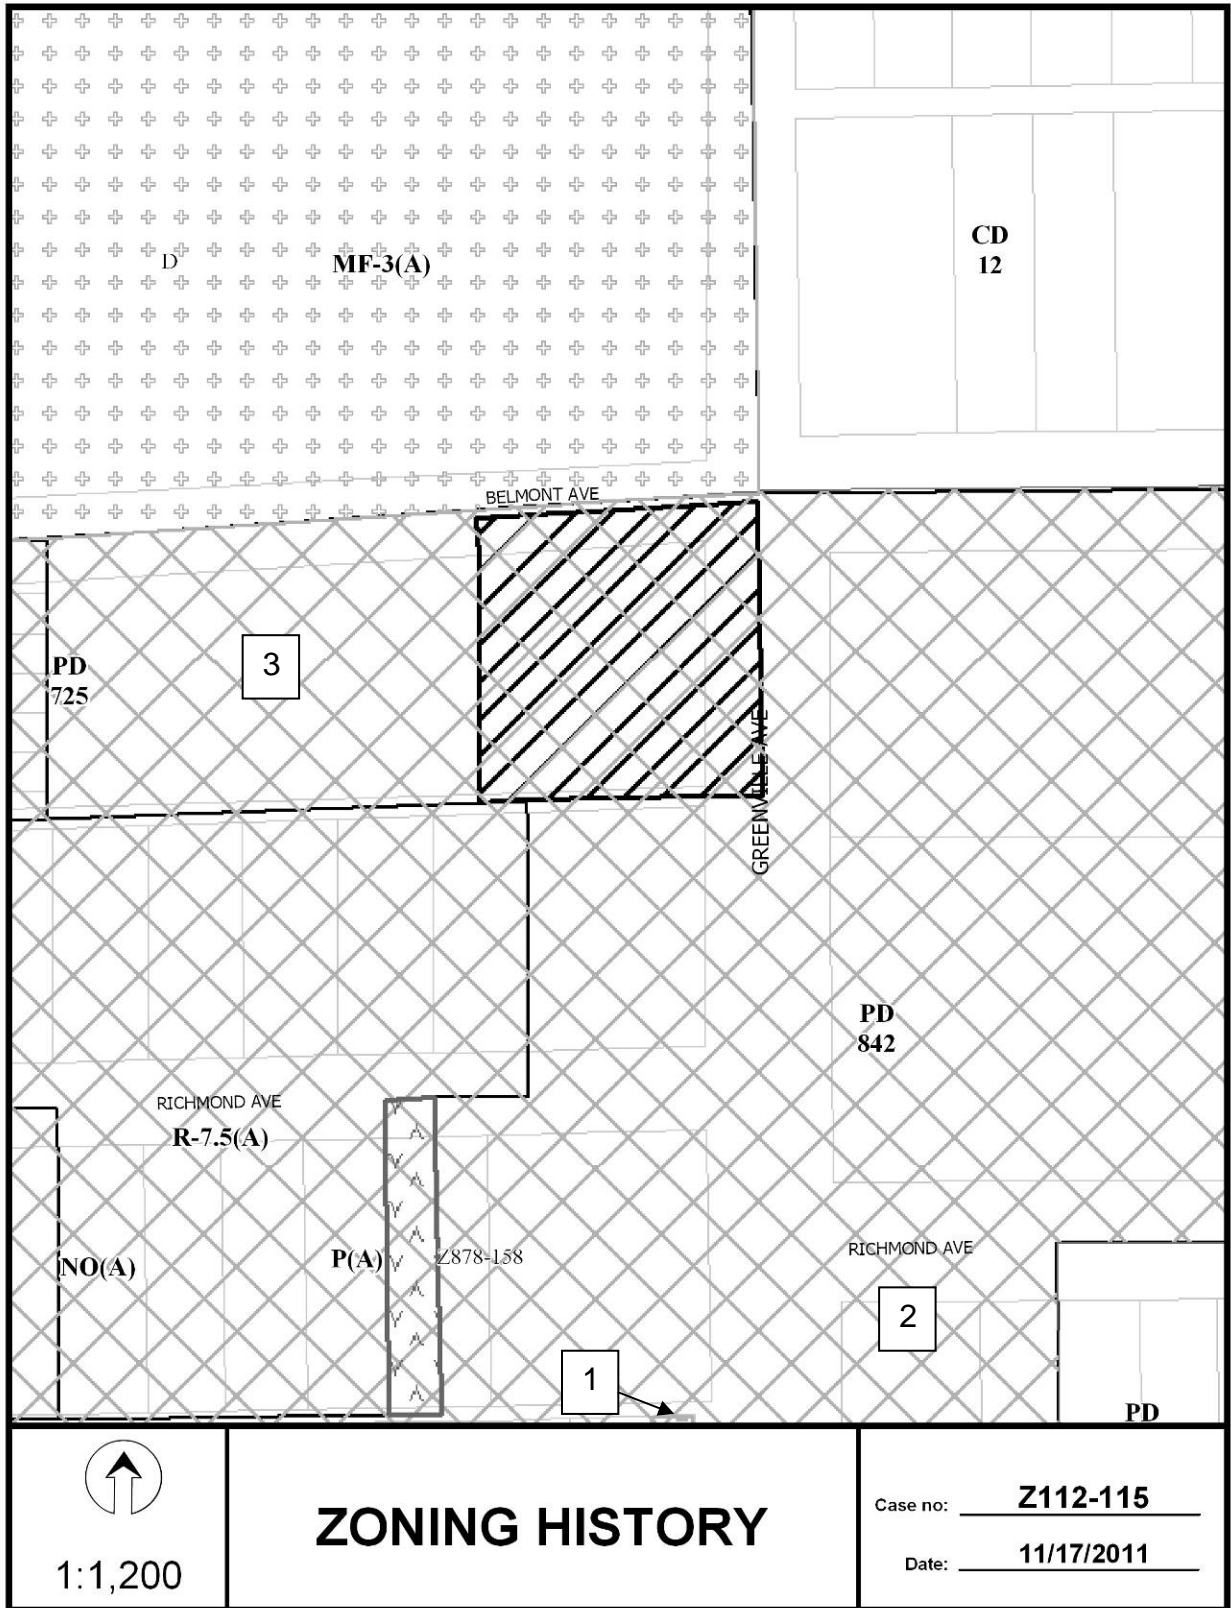 CD
12
D
MF-3(A)
BELMONT AVE
3
PD
725
GREENVILLE AVE
PD
842
RICHMOND AVE
R-7.5(A)
NO(A)
P(A)
Z878-158
RICHMOND AVE
2
1
PD
1:1,200
ZONING HISTORY
Case no: Z112-115
Date: 11/17/2011